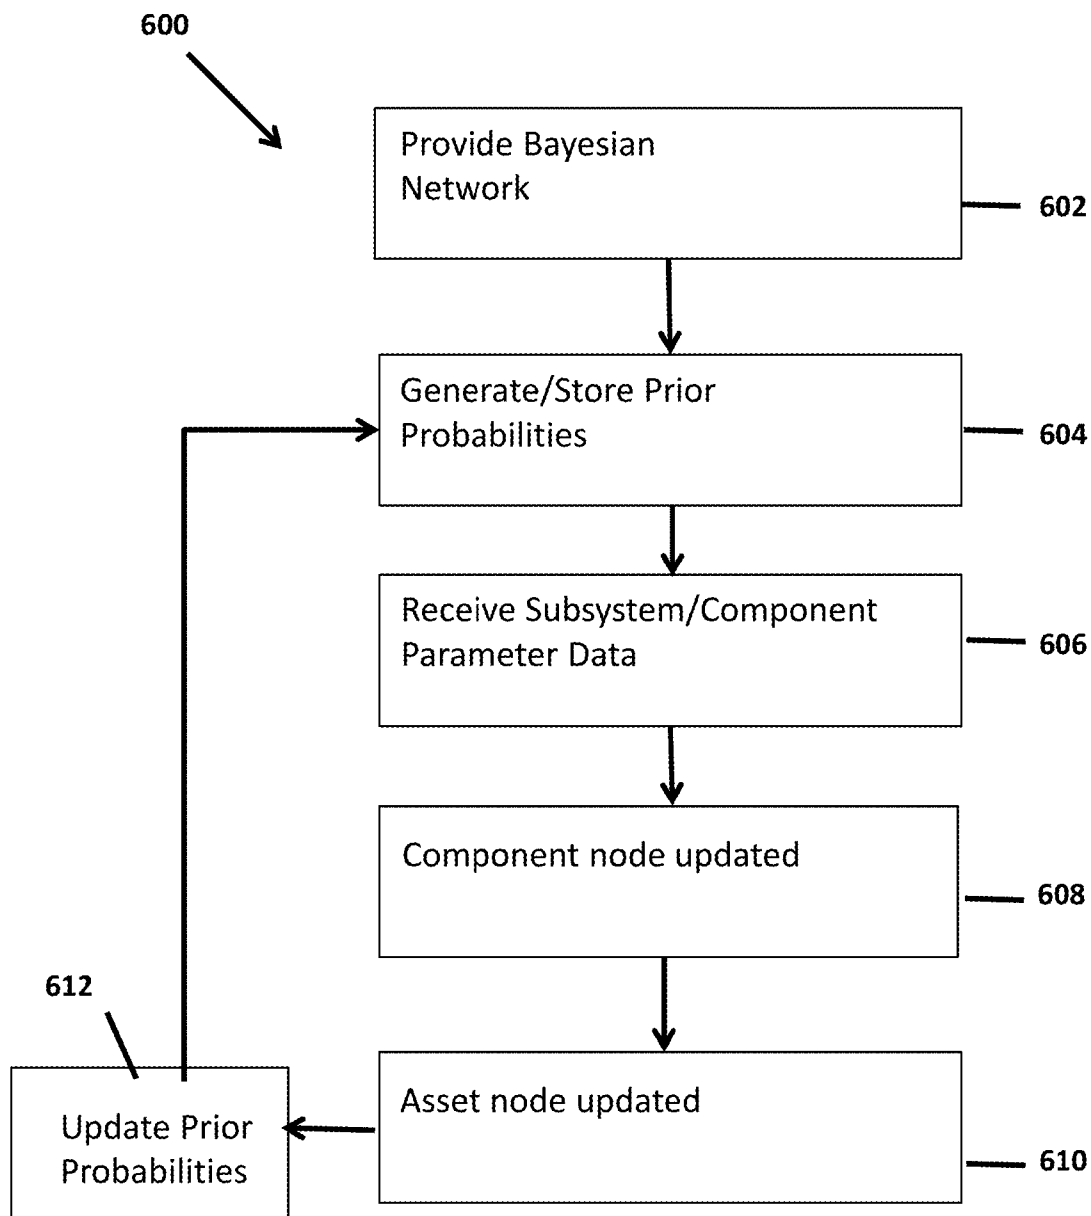 600
Provide Bayesian
Network
602
Generate/Store Prior
Probabilities
604
Receive Subsystem/Component
Parameter Data
606
Component node updated
608
612
Asset node updated
Update Prior
Probabilities
610